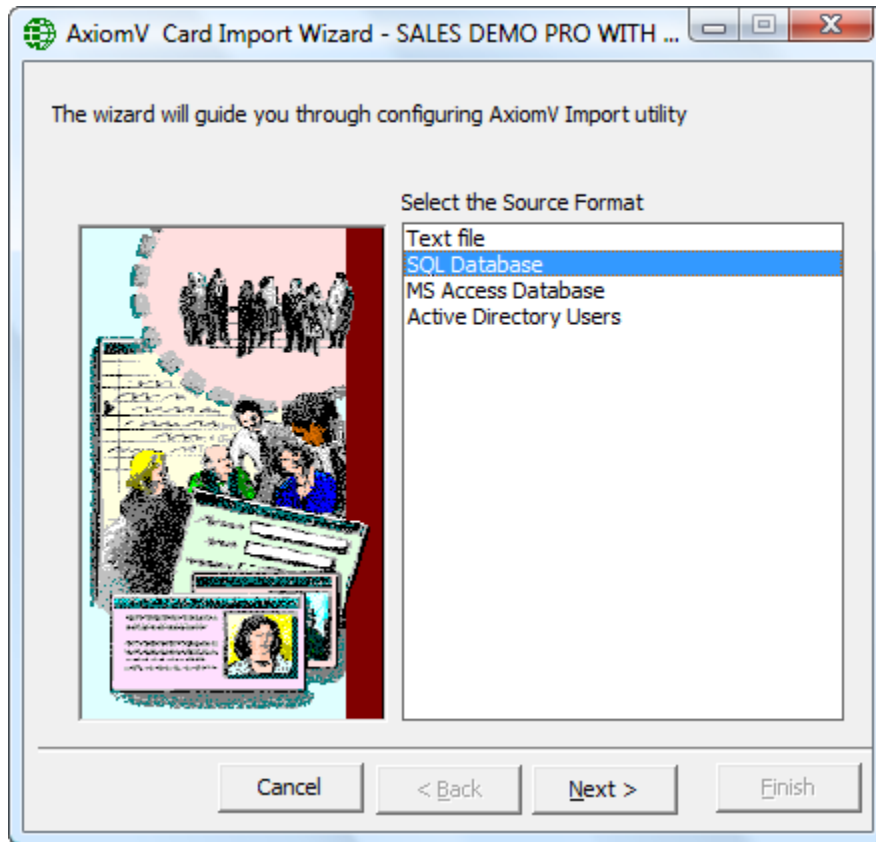 AxiomV Card Import Wizard - SALES DEMO PRO WITH ...
The wizard will guide you through configuring AxiomV Import utility
Select the Source Format
Text file
SQL Database
MS Access Database
Active Directory Users
Cancel
< Back
Next >
Finish